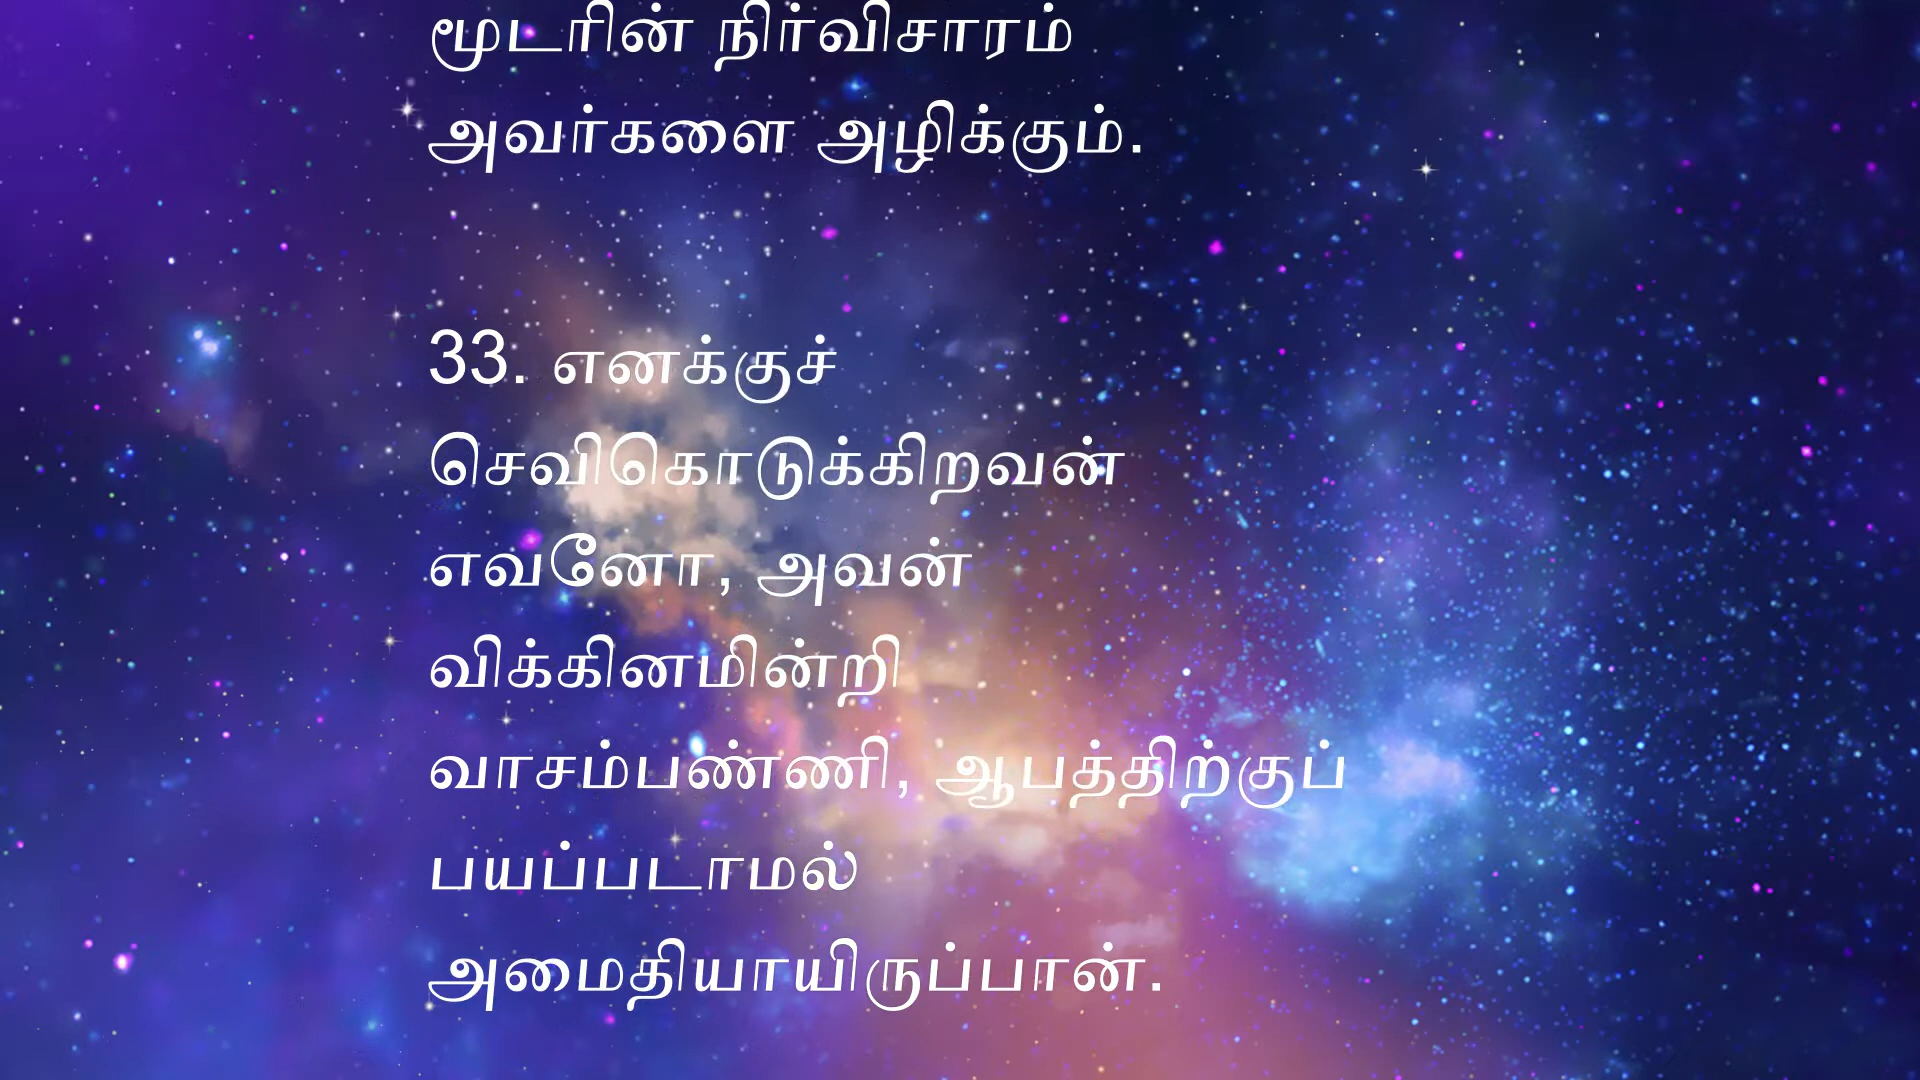 மூடரின் நிர்விசாரம்
அவர்களை அழிக்கும்.
33. எனக்குச்
செவிகொடுக்கிறவன்
எவனோ, அவன்
விக்கினமின்றி
வாசம்பண்ணி, ஆபத்திற்குப்
பயப்படாமல்
அமைதியாயிருப்பான்.